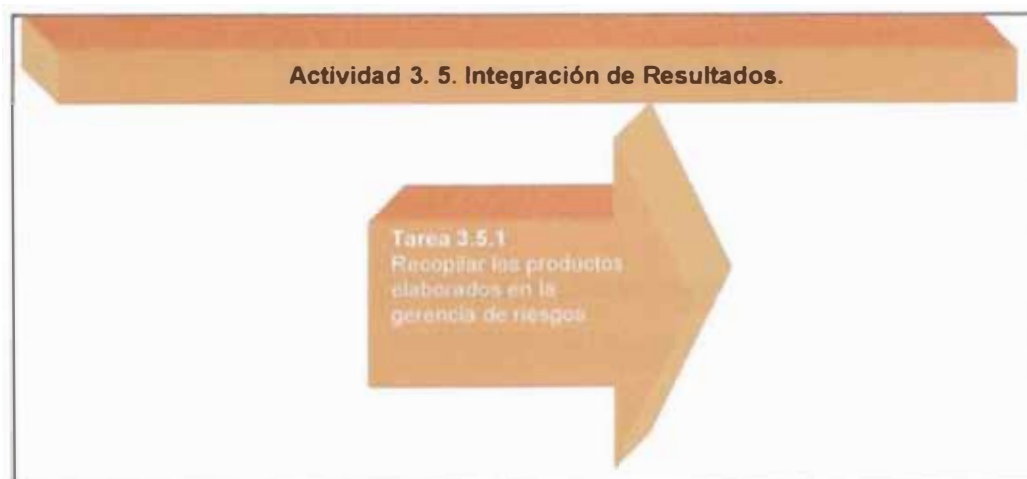 Actividad 3. 5. Integración de Resultados.
Tarea 3.5.1
Recopilar los productos
elaborados en la
gerencia de riesgos